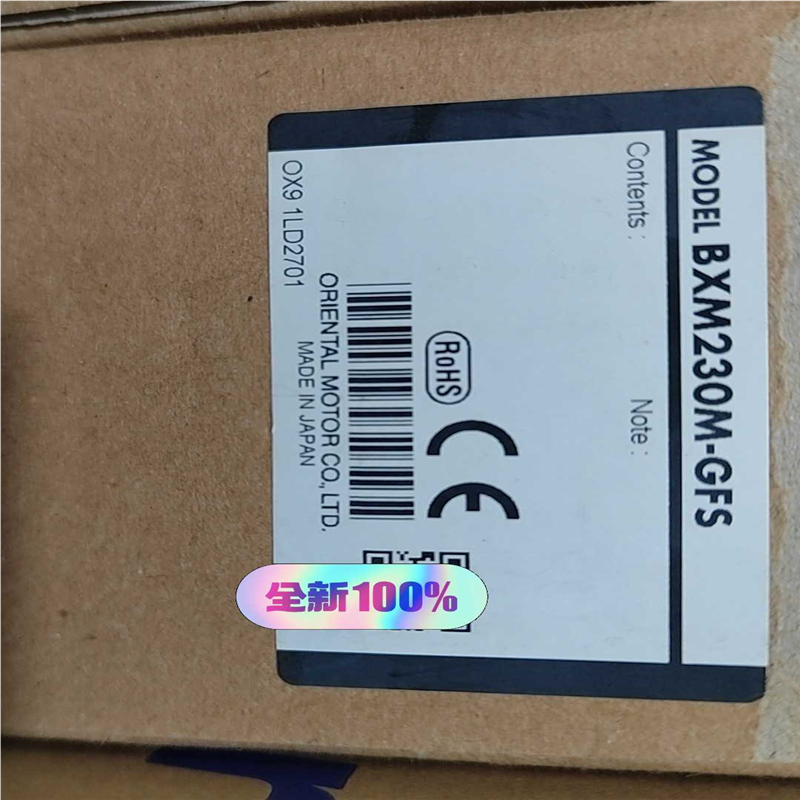 MODEL BXM230M-GFS
Contents :
Note :
RoHS
CE
ORIENTAL MOTOR CO., LTD.
MADE IN JAPAN
OX9 1LD2701
全新100%